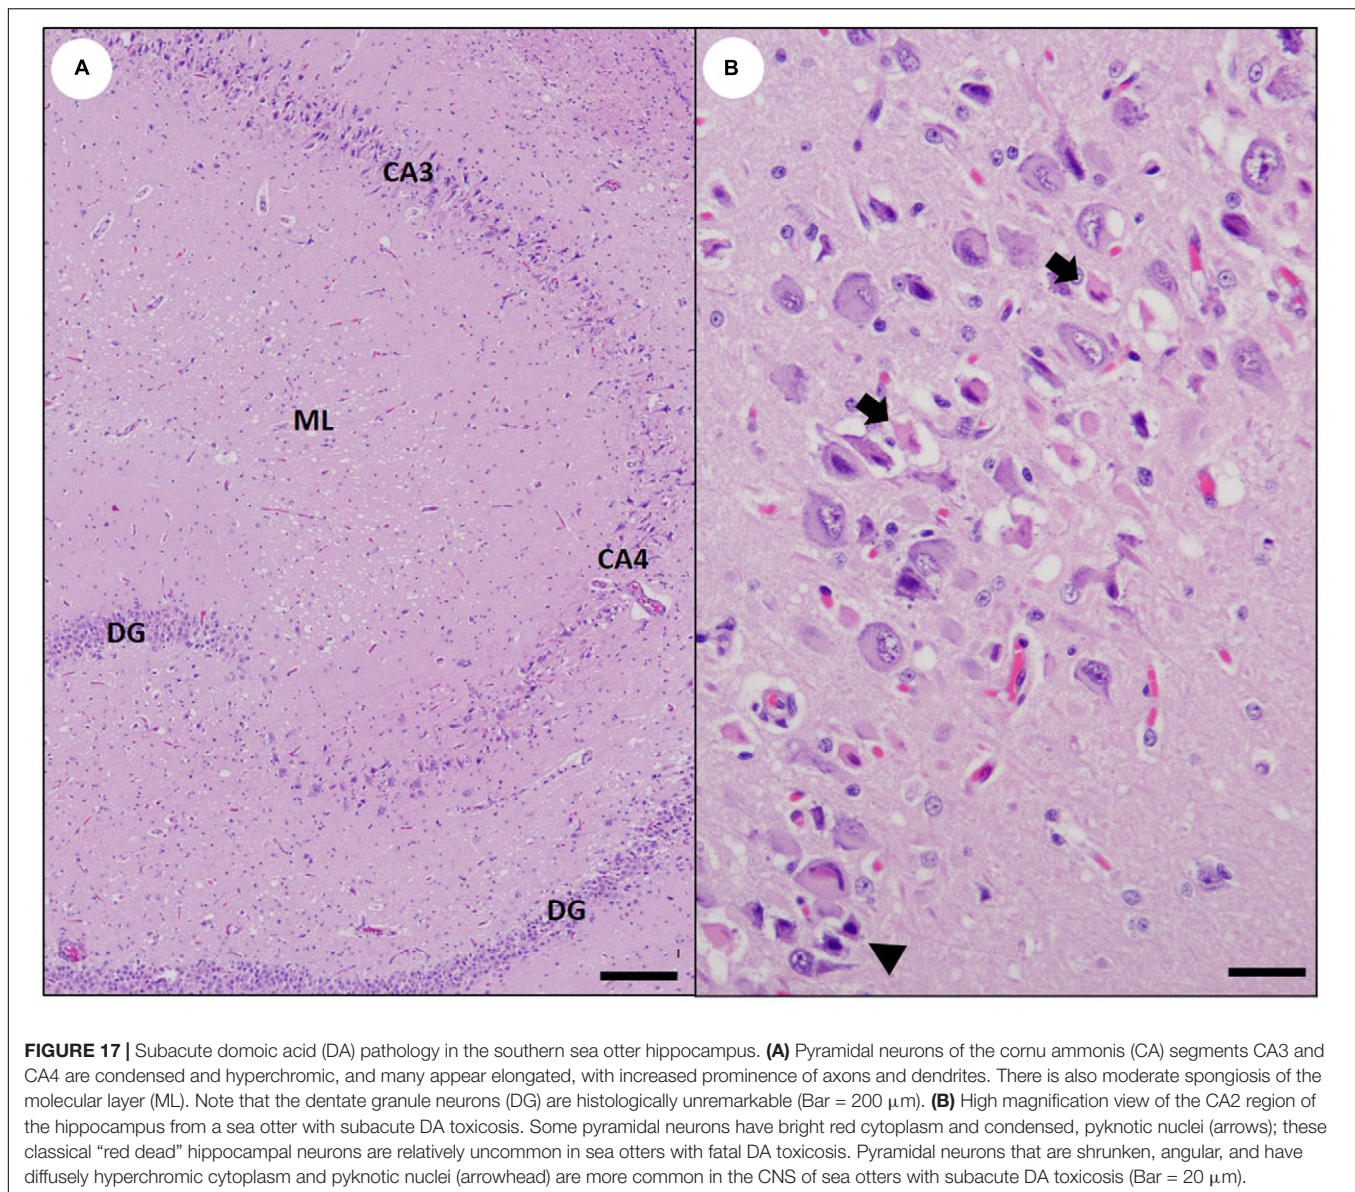 A
B
CA3
ML
CA4
DG
DG
FIGURE 17 | Subacute domoic acid (DA) pathology in the southern sea otter hippocampus. (A) Pyramidal neurons of the cornu ammonis (CA) segments CA3 and
CA4 are condensed and hyperchromic, and many appear elongated, with increased prominence of axons and dendrites. There is also moderate spongiosis of the
molecular layer (ML). Note that the dentate granule neurons (DG) are histologically unremarkable (Bar = 200 μm). (B) High magnification view of the CA2 region of
the hippocampus from a sea otter with subacute DA toxicosis. Some pyramidal neurons have bright red cytoplasm and condensed, pyknotic nuclei (arrows); these
classical “red dead” hippocampal neurons are relatively uncommon in sea otters with fatal DA toxicosis. Pyramidal neurons that are shrunken, angular, and have
diffusely hyperchromic cytoplasm and pyknotic nuclei (arrowhead) are more common in the CNS of sea otters with subacute DA toxicosis (Bar = 20 μm).